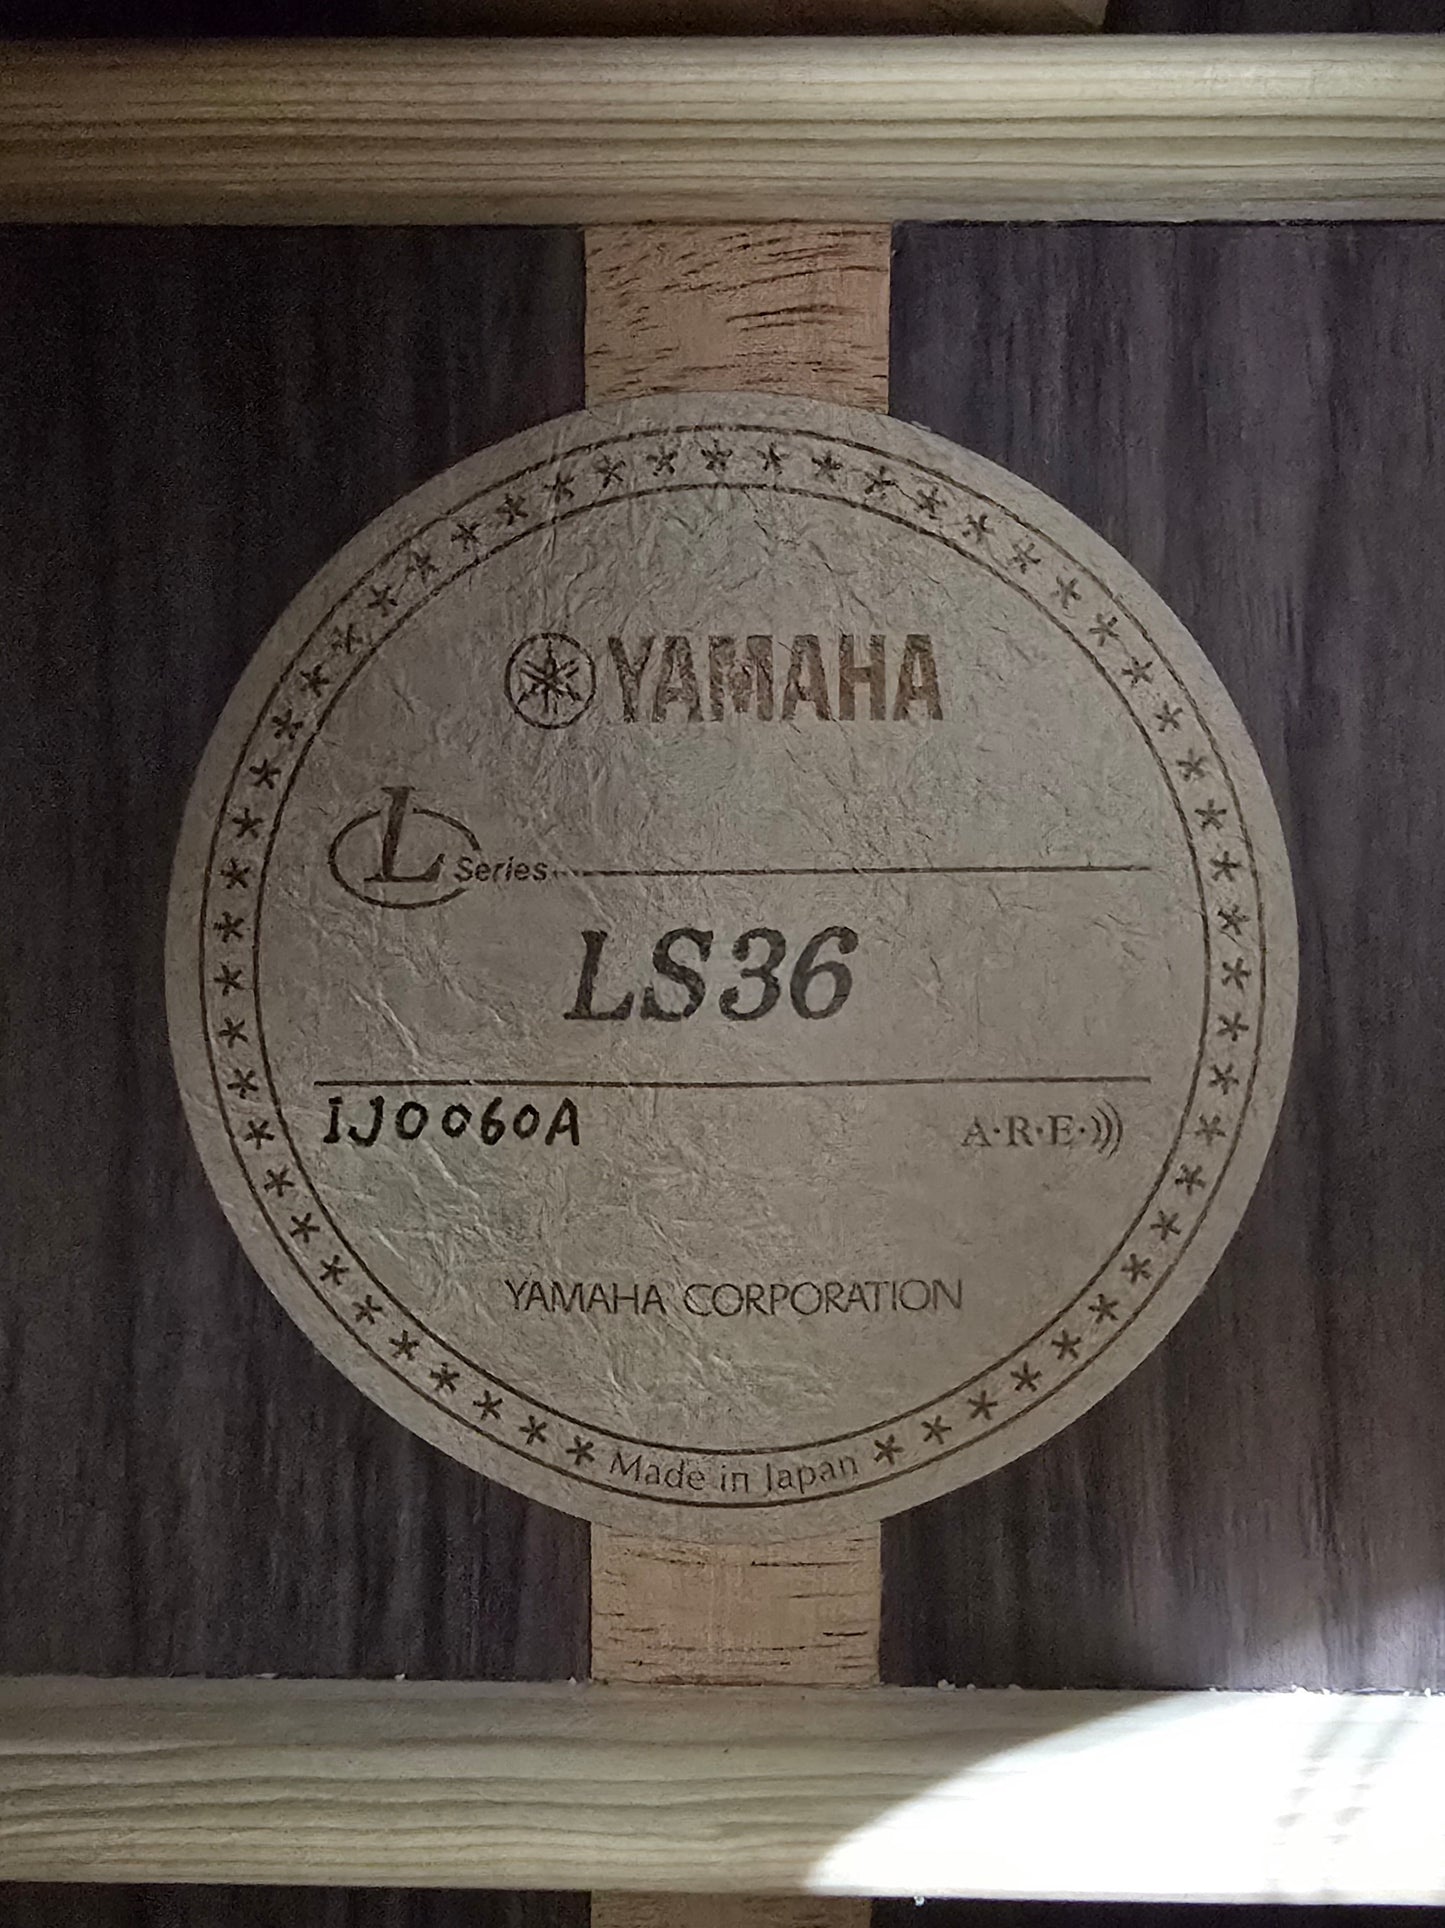 YAMAHA
L Series
LS36
IJ0060A
A·R·E·)))
YAMAHA CORPORATION
Made in Japan